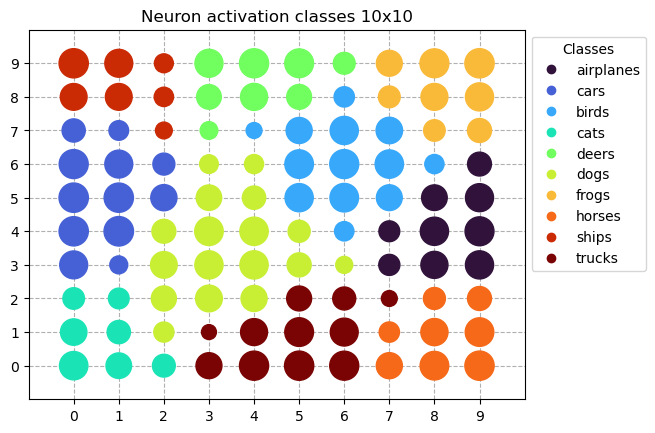 Neuron activation classes 10x10
9
8
7
6
5
4
3
2
1
0
0 1 2 3 4 5 6 7 8 9
Classes
airplanes
cars
birds
cats
deers
dogs
frogs
horses
ships
trucks